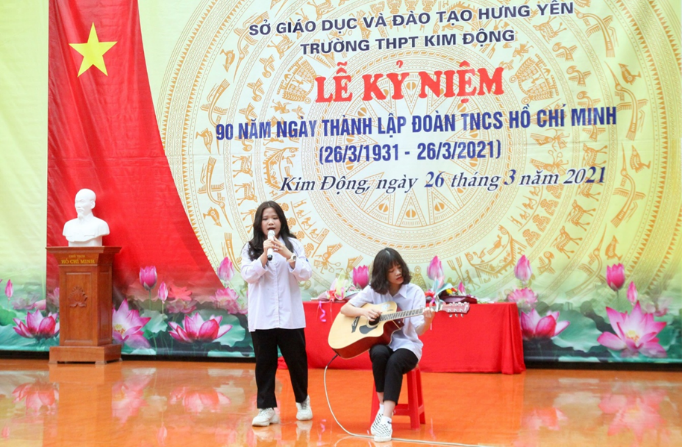 SỞ GIÁO DỤC VÀ ĐÀO TẠO HƯNG YÊN
TRƯỜNG THPT KIM ĐỘNG
LỄ KỶ NIỆM
90 NĂM NGÀY THÀNH LẬP ĐOÀN TNCS HỒ CHÍ MINH
(26/3/1931 - 26/3/2021)
Kim Động, ngày 26 tháng 3 năm 2021